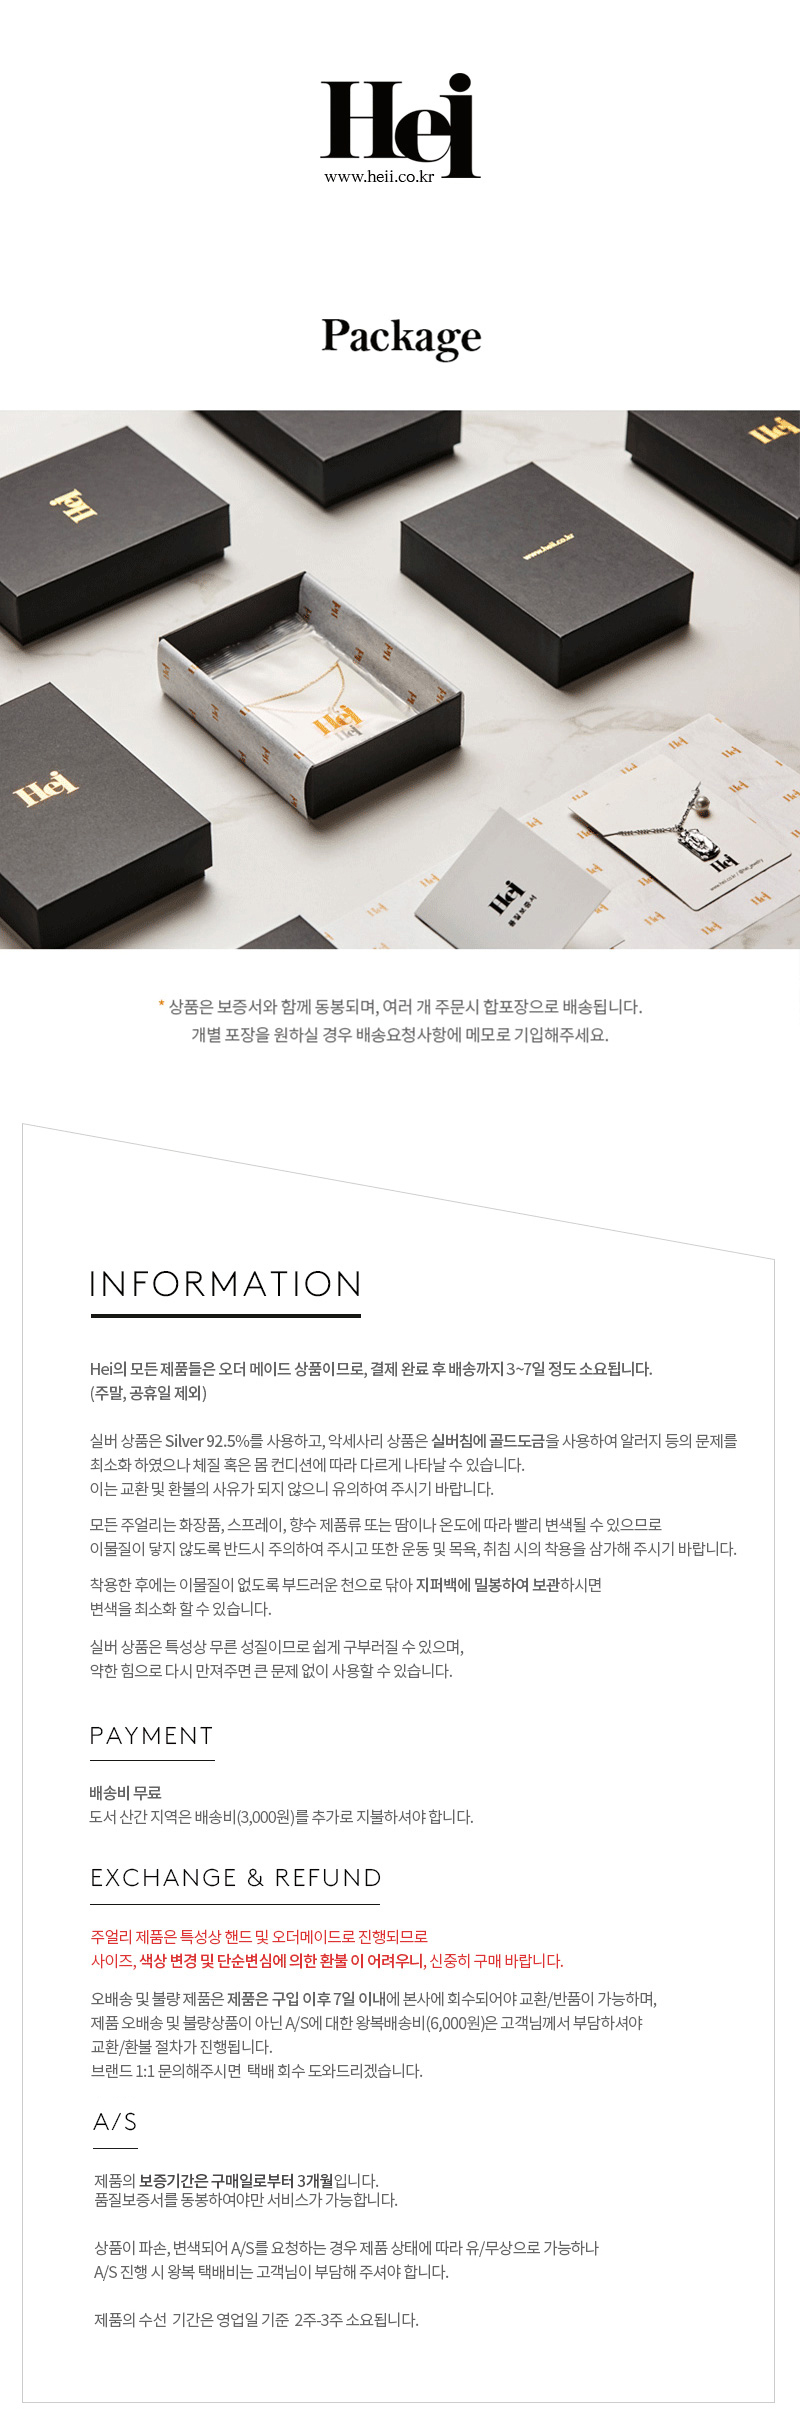 Hei
www.heii.co.kr
Package
Hei
Hei
www.heii.co.kr
Hei
Hei
Hei
품질보증서
Hei
* 상품은 보증서와 함께 동봉되며, 여러 개 주문시 합포장으로 배송됩니다.
개별 포장을 원하실 경우 배송요청사항에 메모로 기입해주세요.
INFORMATION
Hei의 모든 제품들은 오더 메이드 상품이므로, 결제 완료 후 배송까지 3~7일 정도 소요됩니다.
(주말, 공휴일 제외)
실버 상품은 Silver 92.5%를 사용하고, 악세사리 상품은 실버침에 골드도금을 사용하여 알러지 등의 문제를
최소화 하였으나 체질 혹은 몸 컨디션에 따라 다르게 나타날 수 있습니다.
이는 교환 및 환불의 사유가 되지 않으니 유의하여 주시기 바랍니다.
모든 주얼리는 화장품, 스프레이, 향수 제품류 또는 땀이나 온도에 따라 빨리 변색될 수 있으므로
이물질이 닿지 않도록 반드시 주의하여 주시고 또한 운동 및 목욕, 취침 시의 착용을 삼가해 주시기 바랍니다.
착용한 후에는 이물질이 없도록 부드러운 천으로 닦아 지퍼백에 밀봉하여 보관하시면
변색을 최소화 할 수 있습니다.
실버 상품은 특성상 무른 성질이므로 쉽게 구부러질 수 있으며,
약한 힘으로 다시 만져주면 큰 문제 없이 사용할 수 있습니다.
PAYMENT
배송비 무료
도서 산간 지역은 배송비(3,000원)를 추가로 지불하셔야 합니다.
EXCHANGE & REFUND
주얼리 제품은 특성상 핸드 및 오더메이드로 진행되므로
사이즈, 색상 변경 및 단순변심에 의한 환불 이 어려우니, 신중히 구매 바랍니다.
오배송 및 불량 제품은 제품은 구입 이후 7일 이내에 본사에 회수되어야 교환/반품이 가능하며,
제품 오배송 및 불량상품이 아닌 A/S에 대한 왕복배송비(6,000원)은 고객님께서 부담하셔야
교환/환불 절차가 진행됩니다.
브랜드 1:1 문의해주시면 택배 회수 도와드리겠습니다.
A/S
제품의 보증기간은 구매일로부터 3개월입니다.
품질보증서를 동봉하여야만 서비스가 가능합니다.
상품이 파손, 변색되어 A/S를 요청하는 경우 제품 상태에 따라 유/무상으로 가능하나
A/S 진행 시 왕복 택배비는 고객님이 부담해 주셔야 합니다.
제품의 수선 기간은 영업일 기준 2주-3주 소요됩니다.